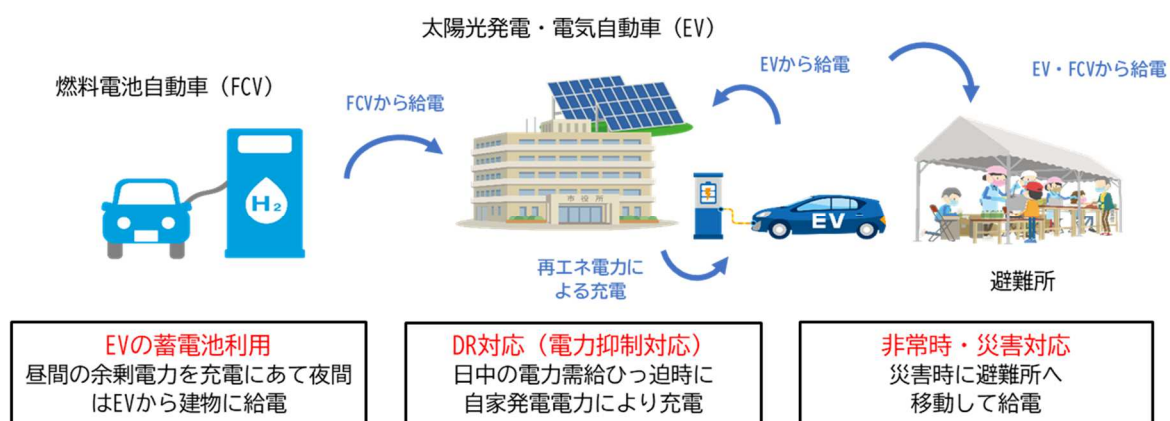 太陽光発電・電気自動車（EV）
燃料電池自動車（FCV）
FCVから給電
EVから給電
EV・FCVから給電
H₂
市役所
EV
再エネ電力に
よる充電
避難所
EVの蓄電池利用
昼間の余剰電力を充電にあて夜間
はEVから建物に給電
DR対応（電力抑制対応）
日中の電力需給ひっ迫時に
自家発電電力により充電
非常時・災害対応
災害時に避難所へ
移動して給電